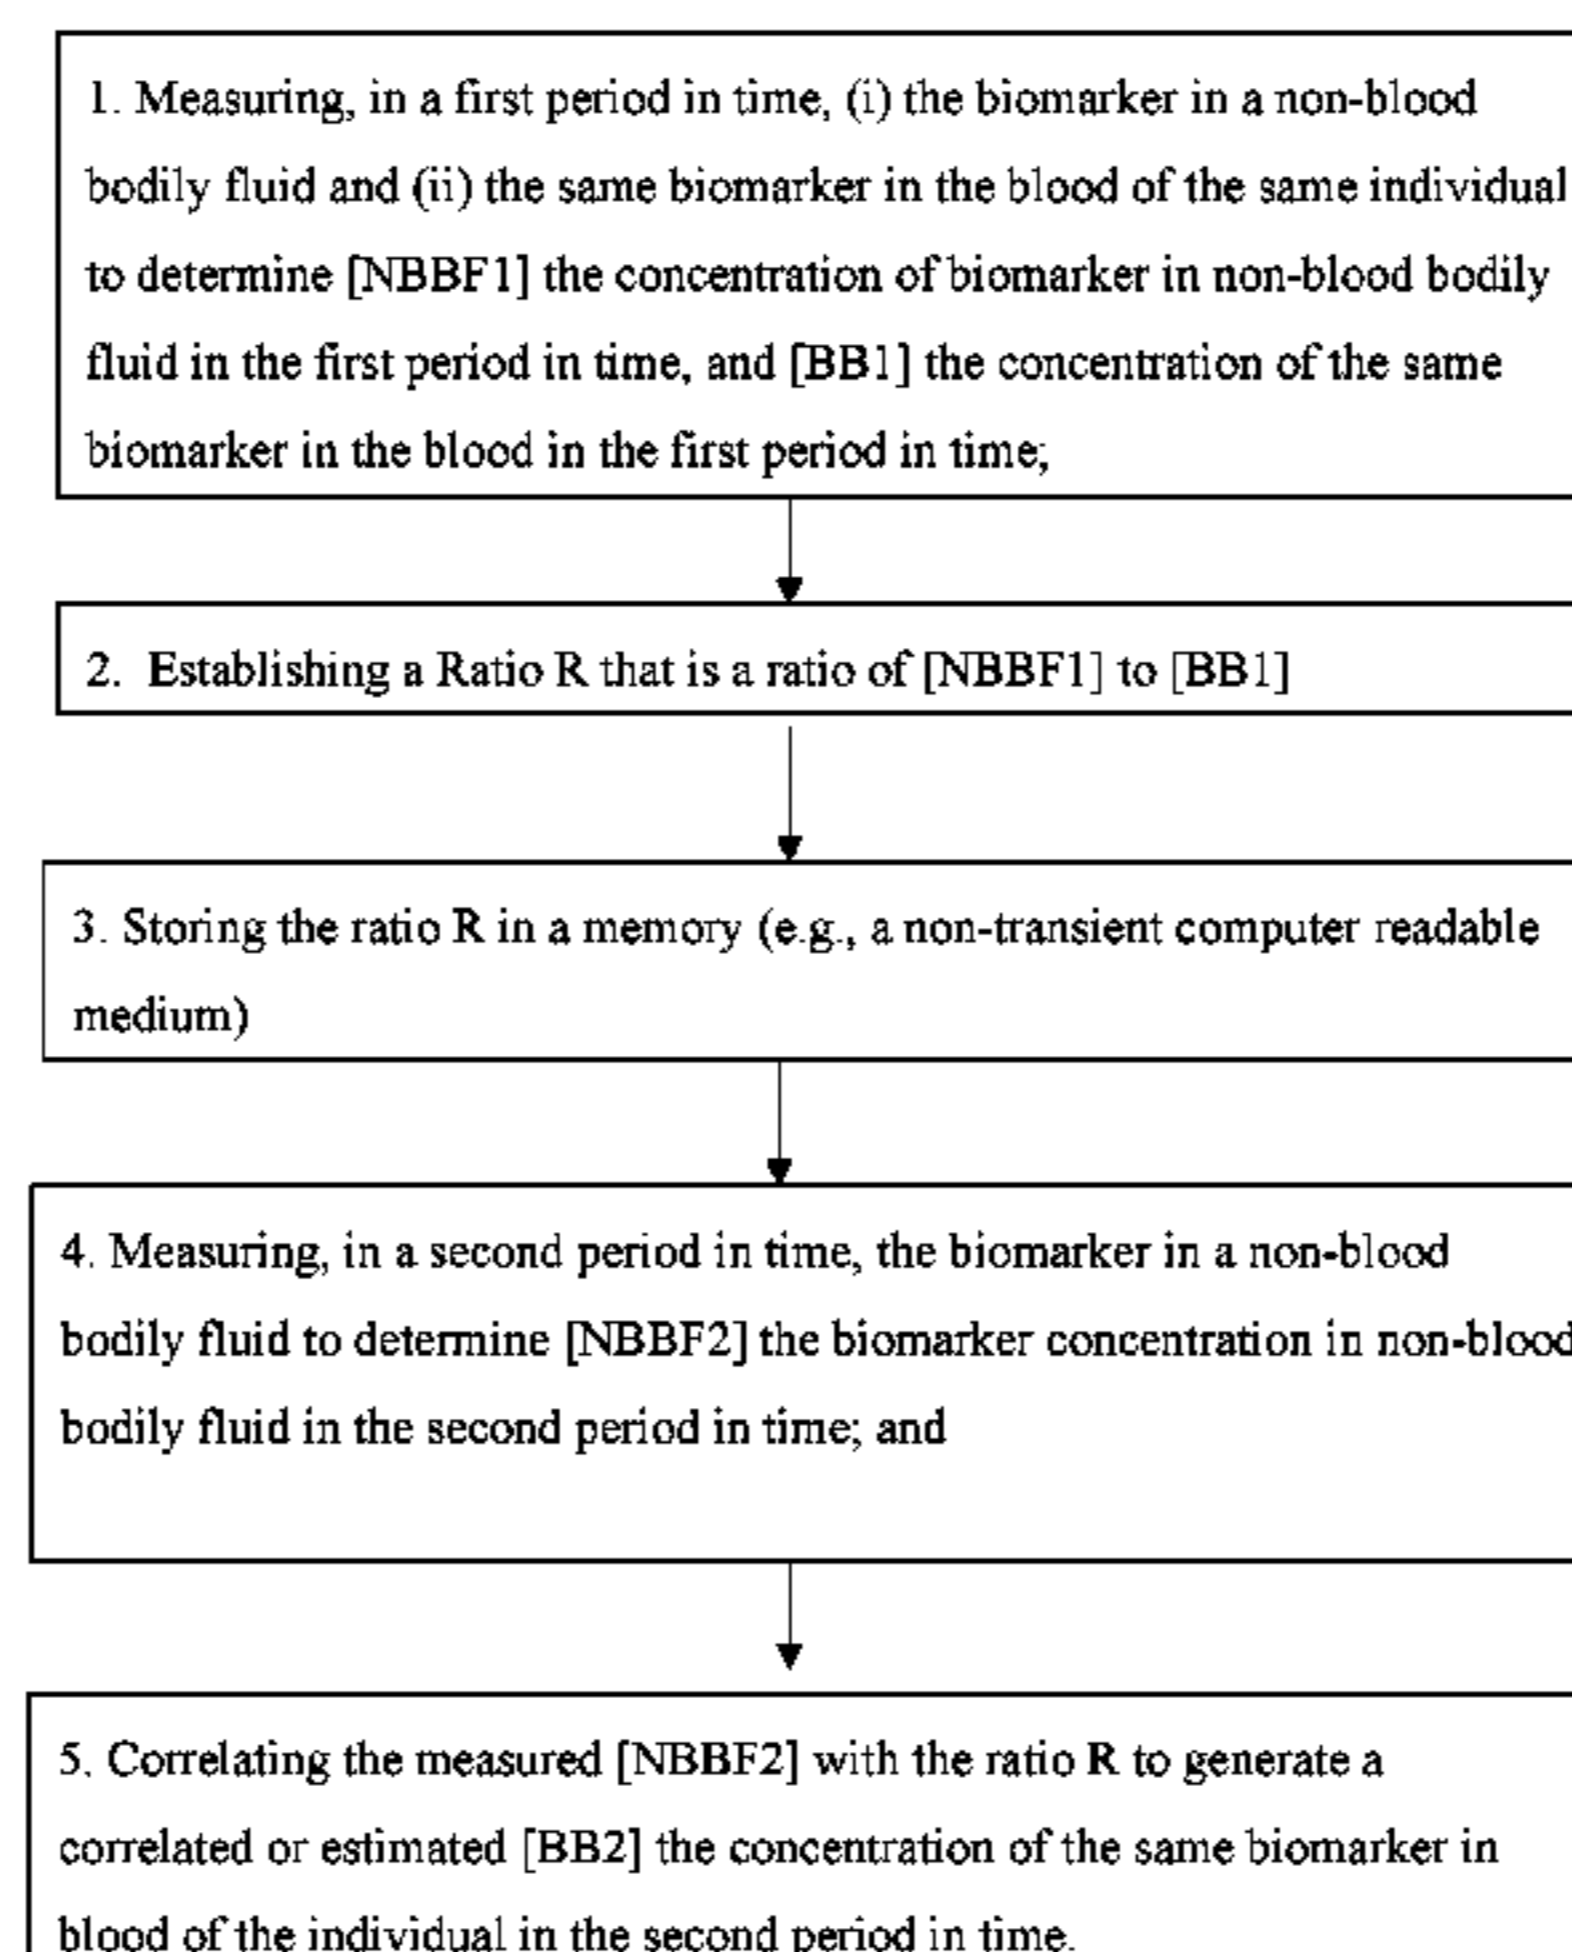 1. Measuring, in a first period in time, (i) the biomarker in a non-blood
bodily fluid and (ii) the same biomarker in the blood of the same individual
to determine [NBBF1] the concentration of biomarker in non-blood bodily
fluid in the first period in time, and [BB1] the concentration of the same
biomarker in the blood in the first period in time;
2. Establishing a Ratio R that is a ratio of [NBBF1] to [BB1]
3. Storing the ratio R in a memory (e.g., a non-transient computer readable
medium)
4. Measuring, in a second period in time, the biomarker in a non-blood
bodily fluid to determine [NBBF2] the biomarker concentration in non-blood
bodily fluid in the second period in time; and
5. Correlating the measured [NBBF2] with the ratio R to generate a
correlated or estimated [BB2] the concentration of the same biomarker in
blood of the individual in the second period in time.